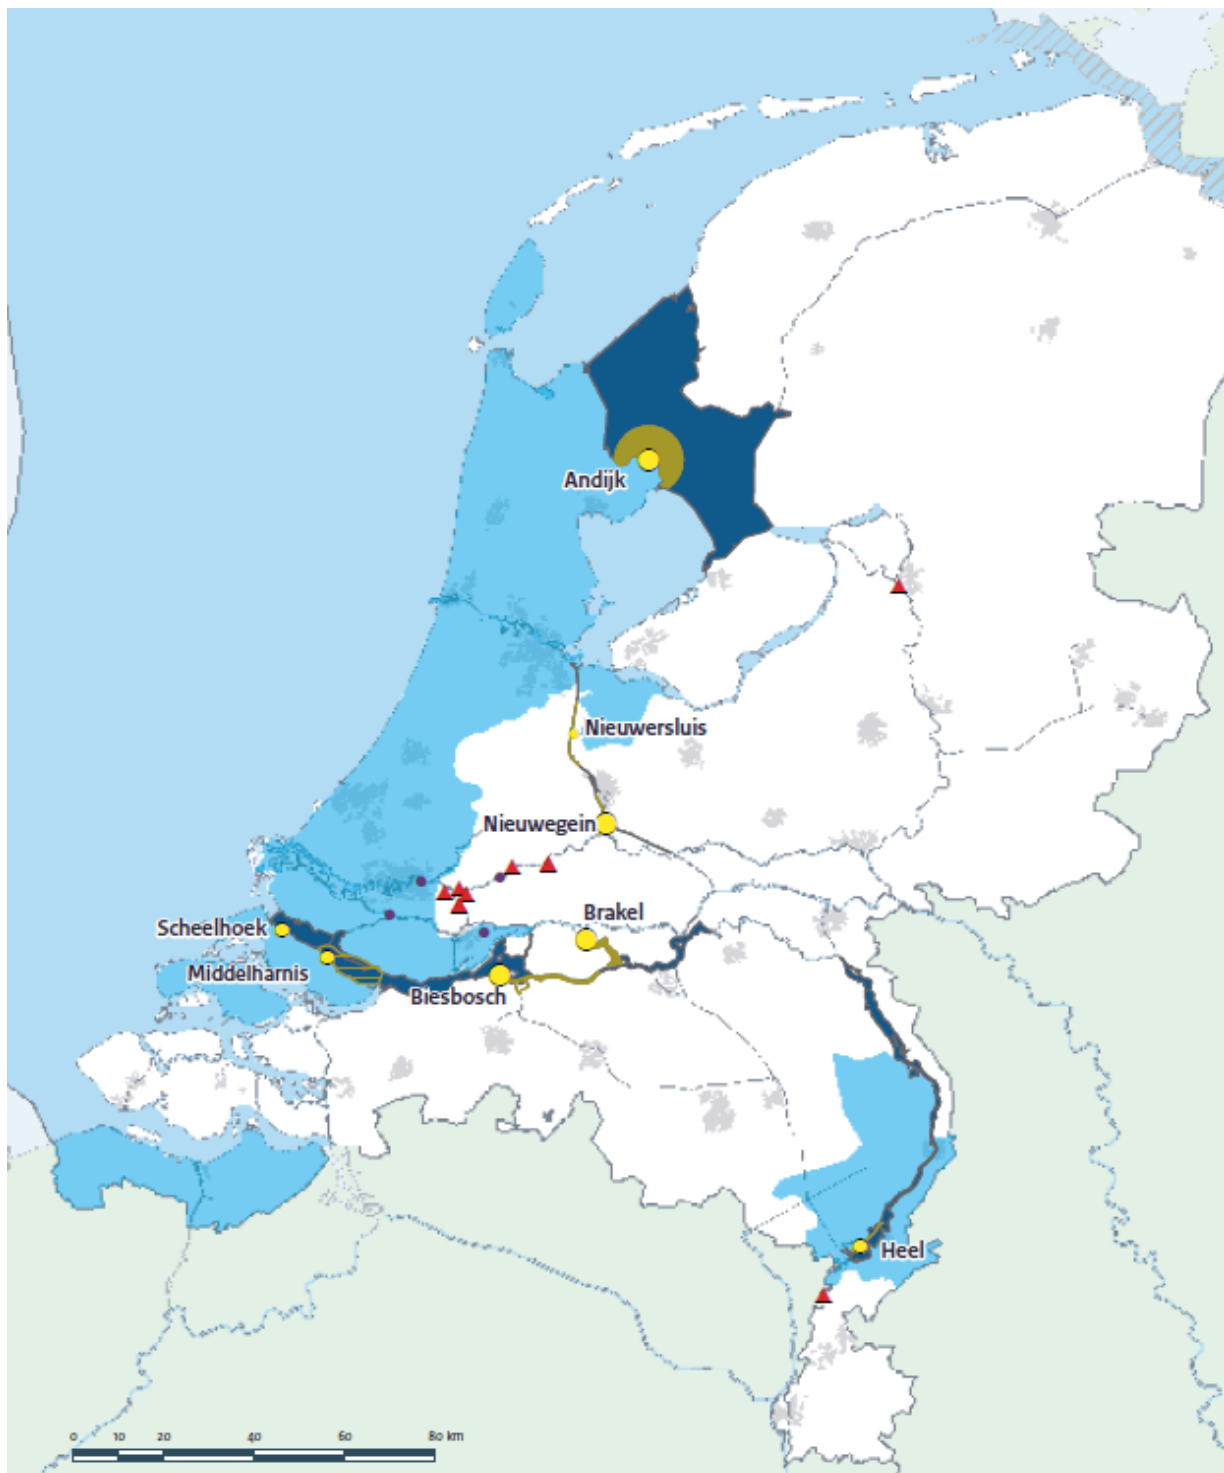 Andijk
Nieuwersluis
Nieuwegein
Brakel
Scheelhoek
Middelharnis
Biesbosch
Heel
0 10 20 40 60 80 km